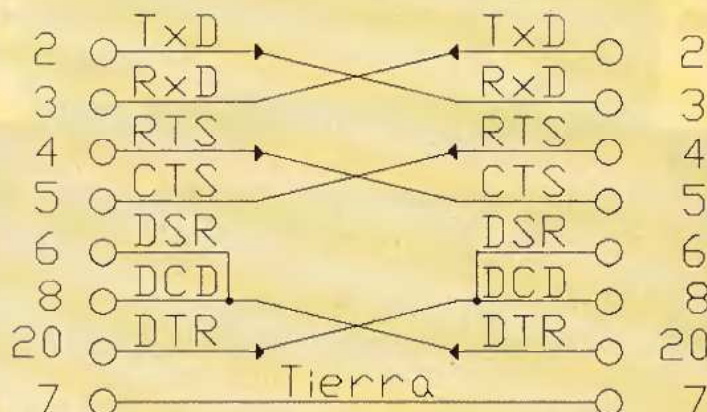 2 TxD TxD 2
3 RxD RxD 3
4 RTS RTS 4
5 CTS CTS 5
6 DSR DSR 6
8 DCD DCD 8
20 DTR DTR 20
7 Tierra 7